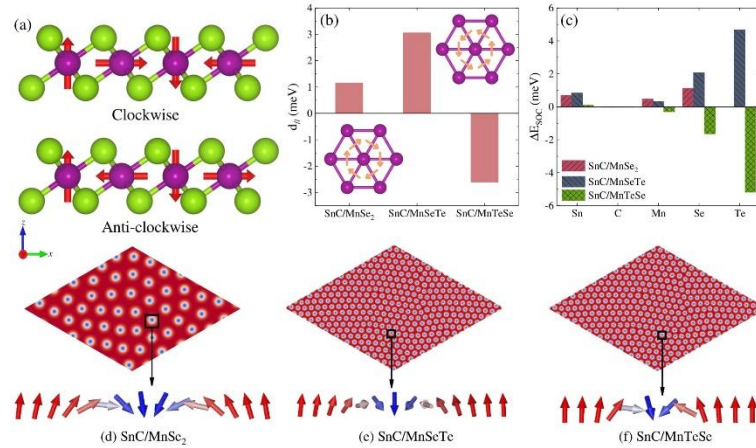 (a)
Clockwise
Anti-clockwise
z
x
(b)
d// (meV)
4
3
2
1
0
-1
-2
-3
SnC/MnSe2 SnC/MnSeTe SnC/MnTeSe
(c)
ΔESOC (meV)
6
4
2
0
-2
-4
-6
SnC/MnSe2
SnC/MnSeTe
SnC/MnTeSe
Sn C Mn Se Te
(d) SnC/MnSe2
(e) SnC/MnSeTe
(f) SnC/MnTeSe